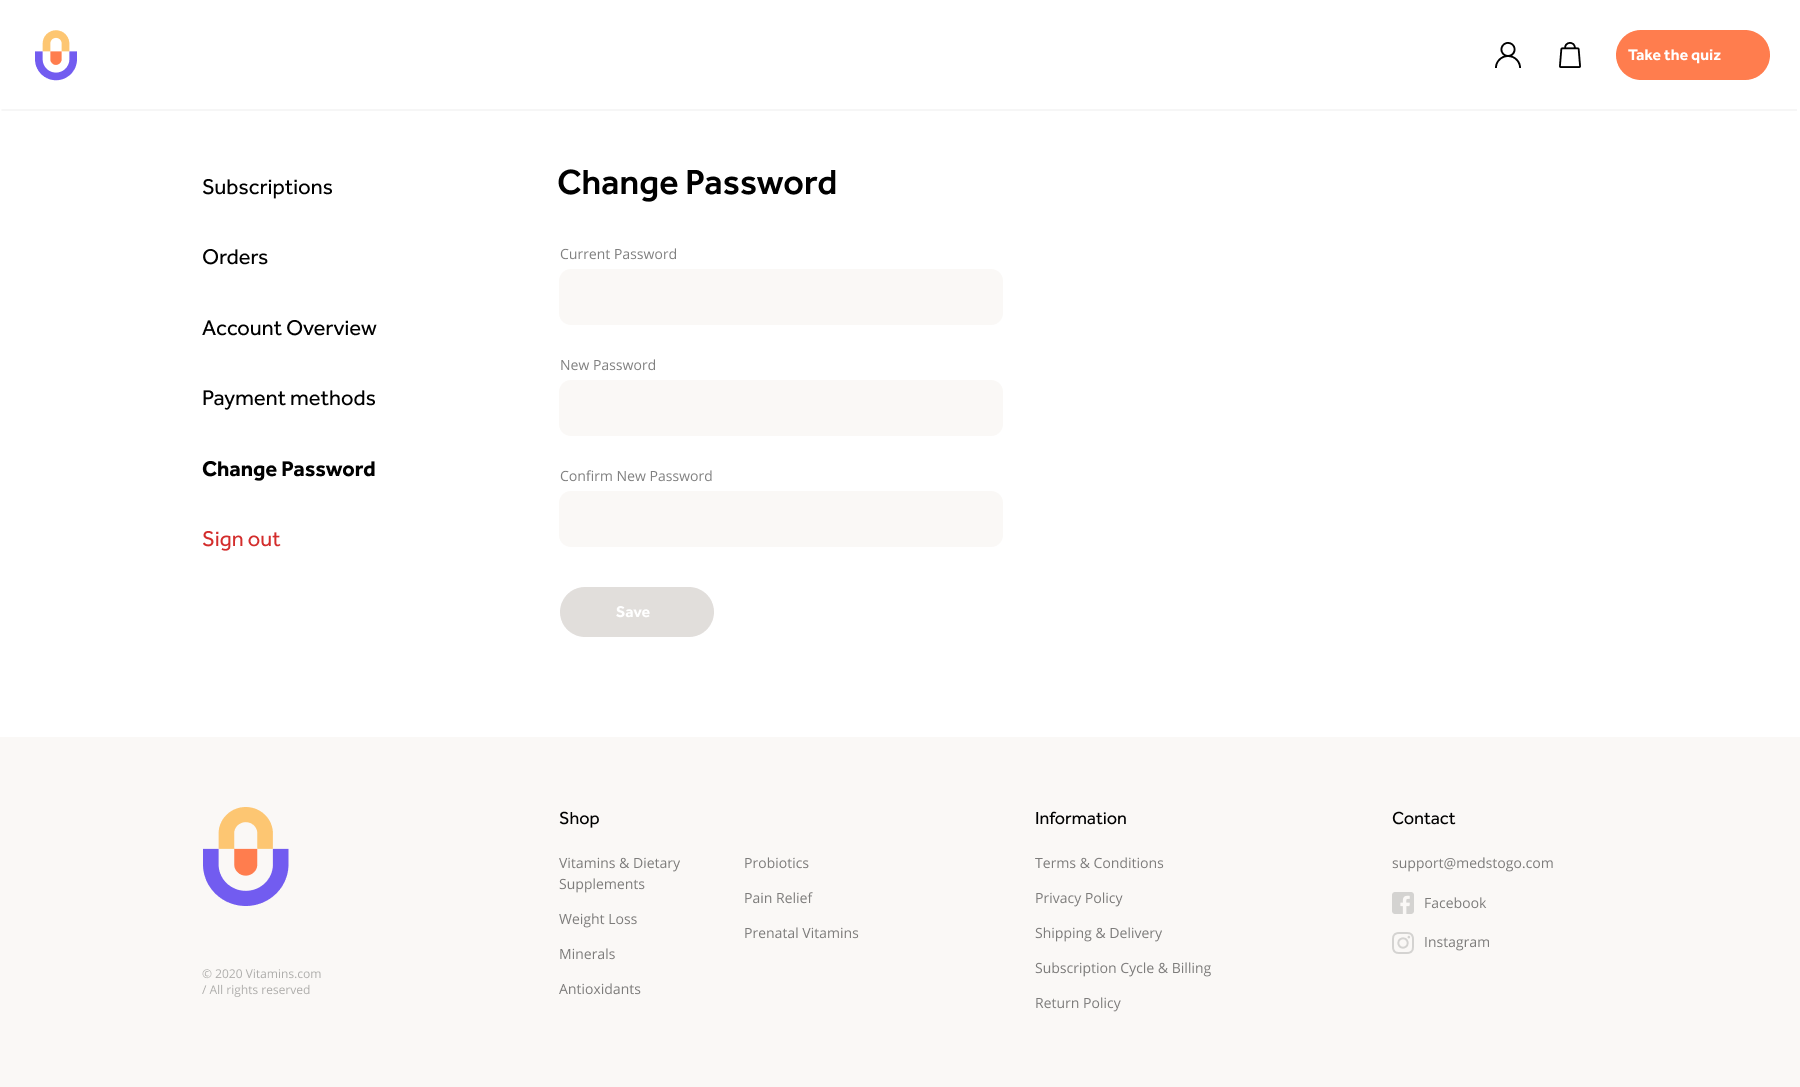 Take the quiz
Subscriptions
Orders
Account Overview
Payment methods
Change Password
Sign out
Change Password
Current Password
New Password
Confirm New Password
Save
© 2020 Vitamins.com
/ All rights reserved
Shop
Vitamins & Dietary
Supplements
Weight Loss
Minerals
Antioxidants
Probiotics
Pain Relief
Prenatal Vitamins
Information
Terms & Conditions
Privacy Policy
Shipping & Delivery
Subscription Cycle & Billing
Return Policy
Contact
support@medstogo.com
Facebook
Instagram